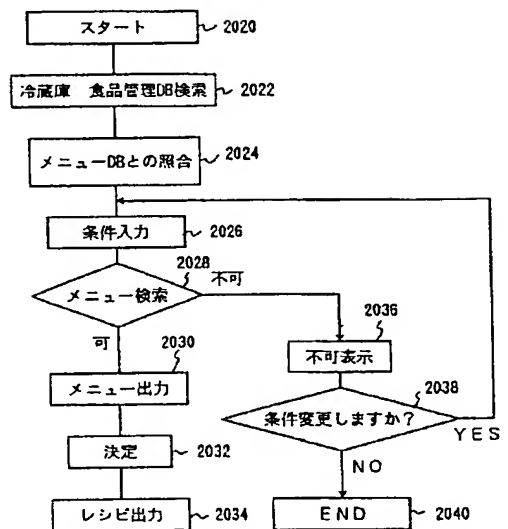 スタート 2020
冷蔵庫 食品管理DB検索 2022
メニューDBとの照合 2024
条件入力 2026
2028
メニュー検索 不可
可
2030
メニュー出力
決定 2032
レシピ出力 2034
2036
不可表示
2038
条件変更しますか?
YES
NO
END 2040